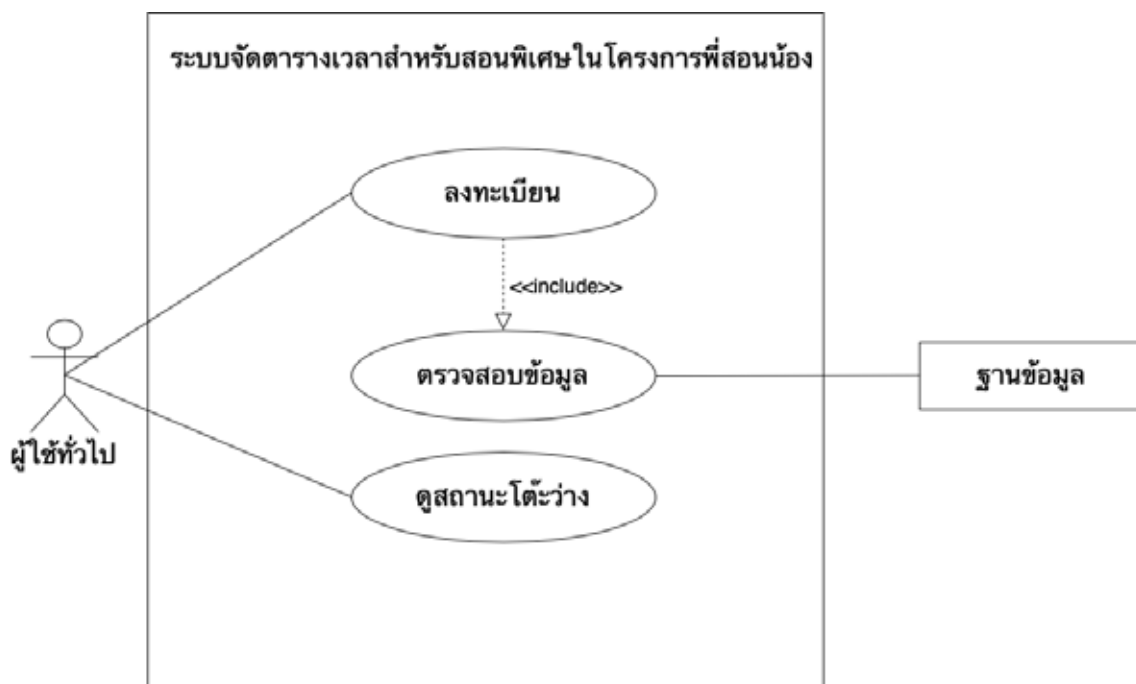 ระบบจัดตารางเวลาสำหรับสอนพิเศษในโครงการพี่สอนน้อง
ลงทะเบียน
<<include>>
ตรวจสอบข้อมูล
ฐานข้อมูล
ผู้ใช้ทั่วไป
ดูสถานะโต๊ะว่าง